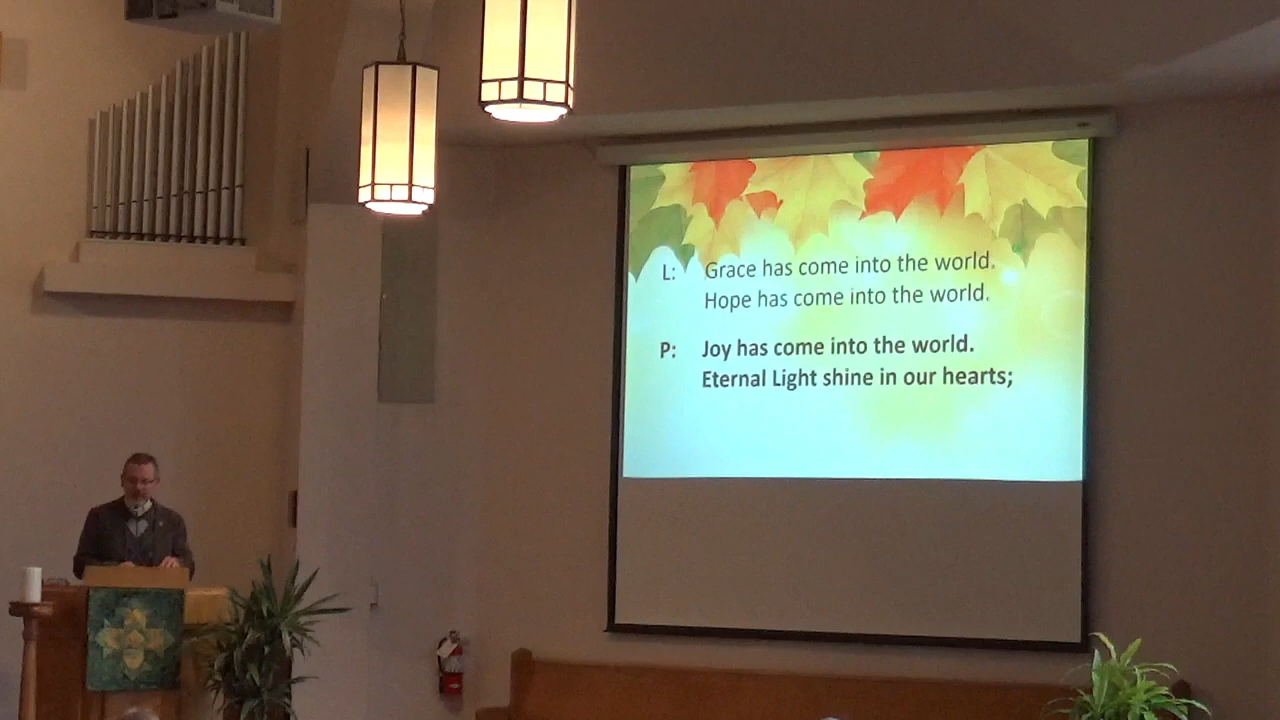 L: Grace has come into the world.
Hope has come into the world.
P: Joy has come into the world.
Eternal Light shine in our hearts;